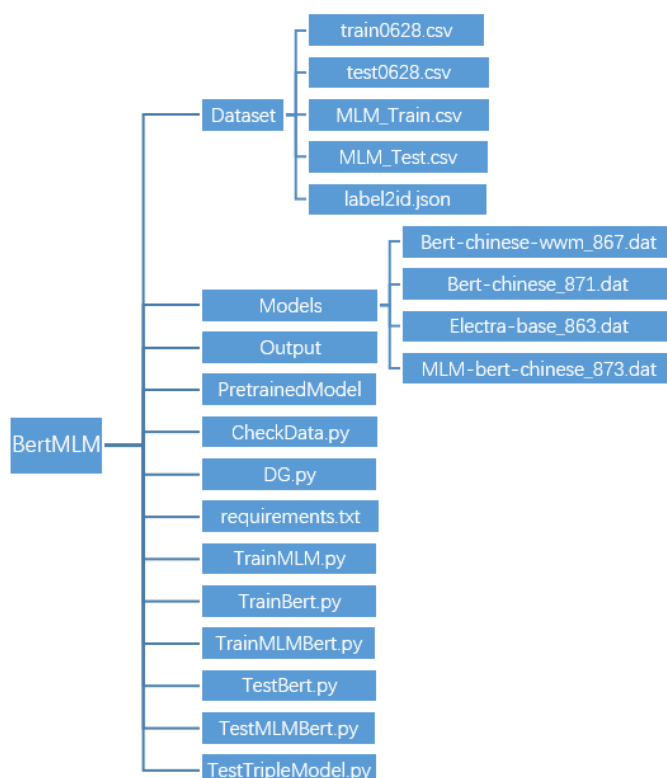 train0628.csv
test0628.csv
Dataset
MLM_Train.csv
MLM_Test.csv
label2id.json
Bert-chinese-wwm_867.dat
Bert-chinese_871.dat
Models
Electra-base_863.dat
Output
MLM-bert-chinese_873.dat
PretrainedModel
CheckData.py
BertMLM
DG.py
requirements.txt
TrainMLM.py
TrainBert.py
TrainMLMBert.py
TestBert.py
TestMLMBert.py
TestTripleModel.py